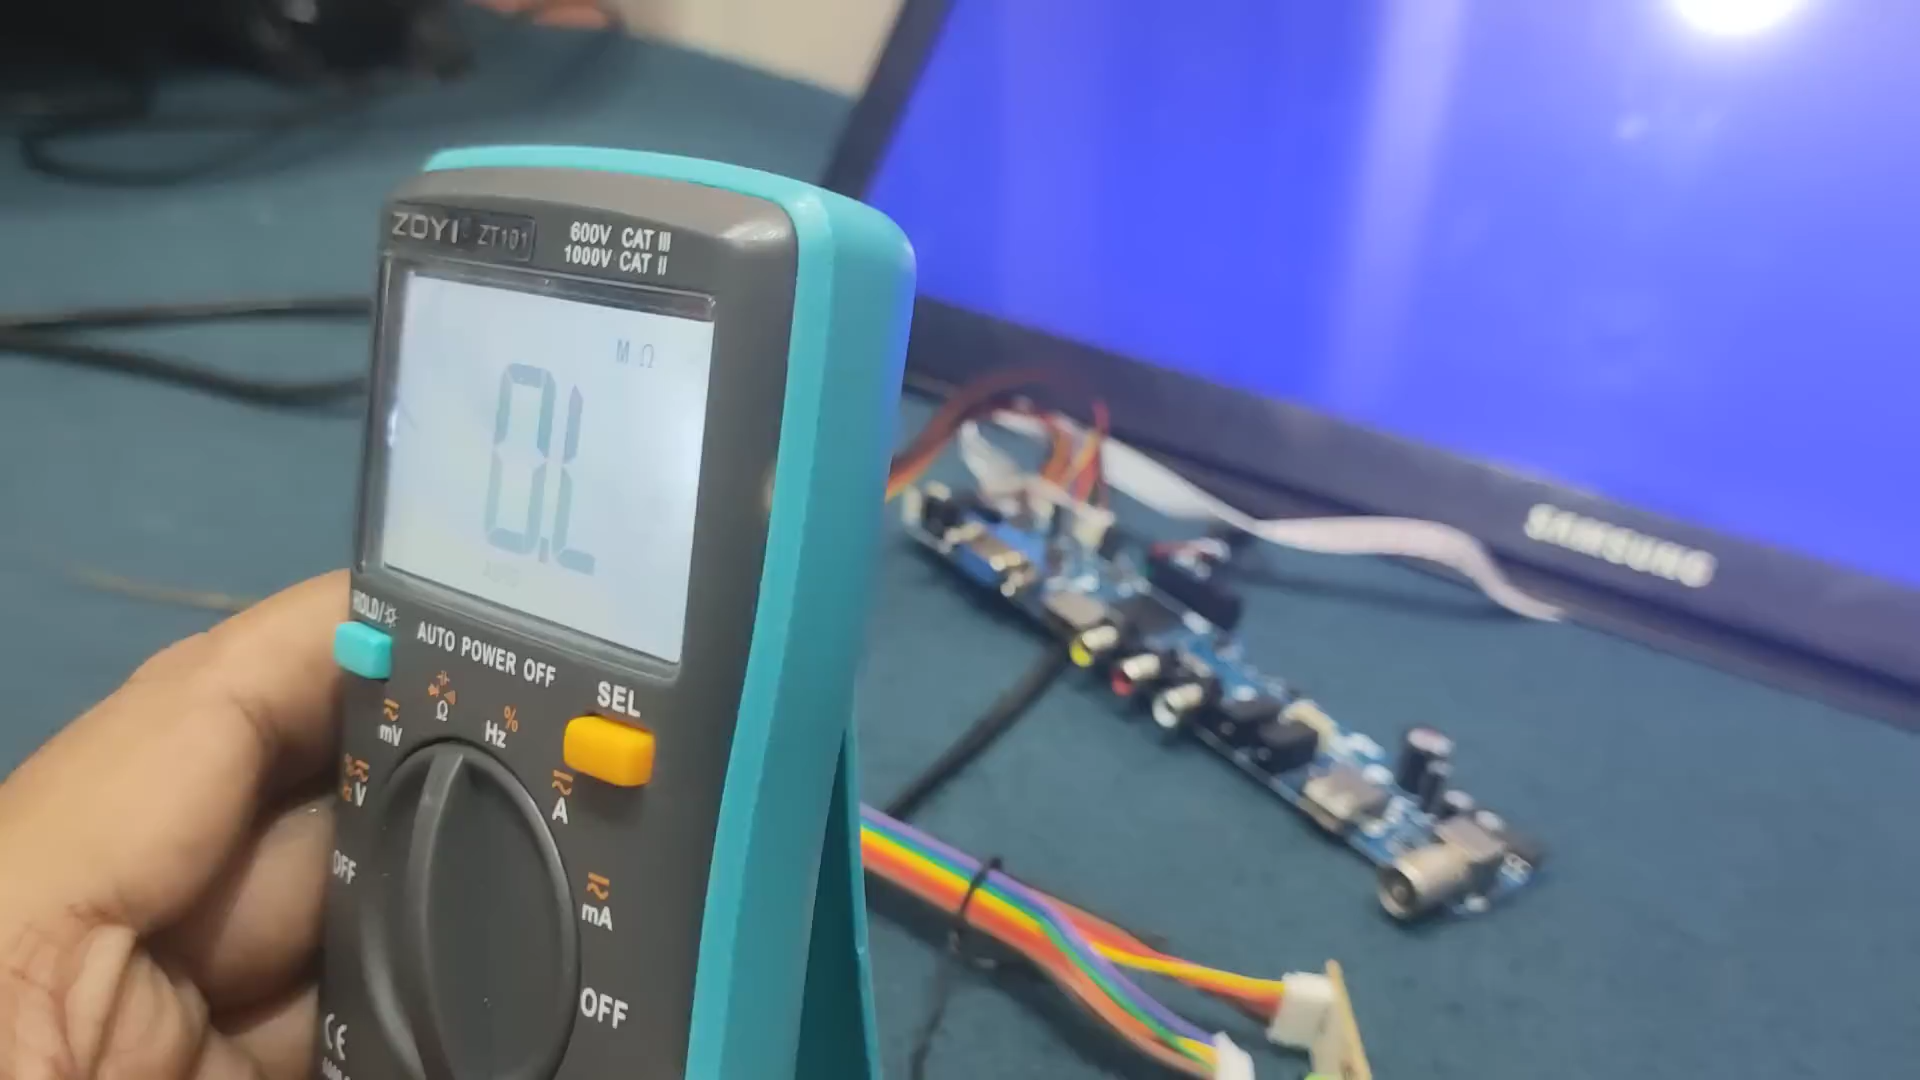 ZOYI ZT101
600V CAT III
1000V CAT II
MΩ
0.L
HOLD/
AUTO POWER OFF
SEL
mV
Ω
Hz
%
V
A
OFF
mA
OFF
CE
SAMSUNG